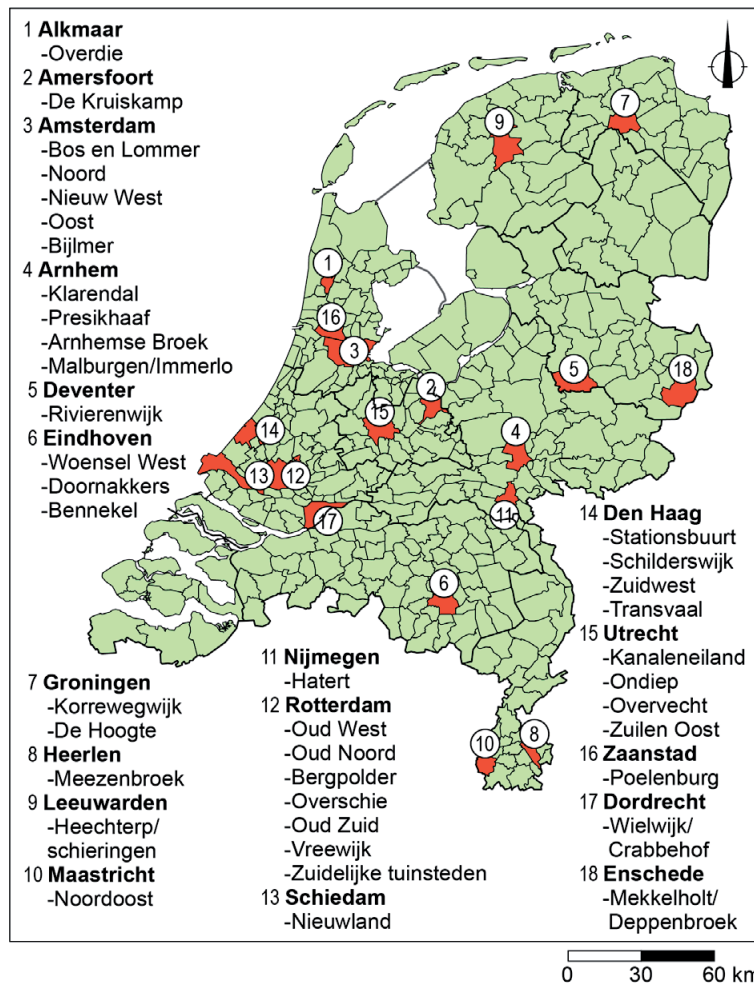 1 Alkmaar
-Overdie
2 Amersfoort
-De Kruiskamp
3 Amsterdam
-Bos en Lommer
-Noord
-Nieuw West
-Oost
-Bijlmer
4 Arnhem
-Klarendal
-Presikhaaf
-Arnhemse Broek
-Malburgen/Immerlo
5 Deventer
-Rivierenwijk
6 Eindhoven
-Woensel West
-Doornakkers
-Bennekel
7 Groningen
-Korrewegwijk
-De Hoogte
8 Heerlen
-Meezenbroek
9 Leeuwarden
-Heechterp/
schieringen
10 Maastricht
-Noordoost
11 Nijmegen
-Hatert
12 Rotterdam
-Oud West
-Oud Noord
-Bergpolder
-Overschie
-Oud Zuid
-Vreewijk
-Zuidelijke tuinsteden
13 Schiedam
-Nieuwland
14 Den Haag
-Stationsbuurt
-Schilderswijk
-Zuidwest
-Transvaal
15 Utrecht
-Kanaleneiland
-Ondiep
-Overvecht
-Zuilen Oost
16 Zaanstad
-Poelenburg
17 Dordrecht
-Wielwijk/
Crabbehof
18 Enschede
-Mekkelholt/
Deppenbroek
7
9
1
16
3
2
5
18
15
14
4
13
12
11
17
6
10
8
0 30 60 km